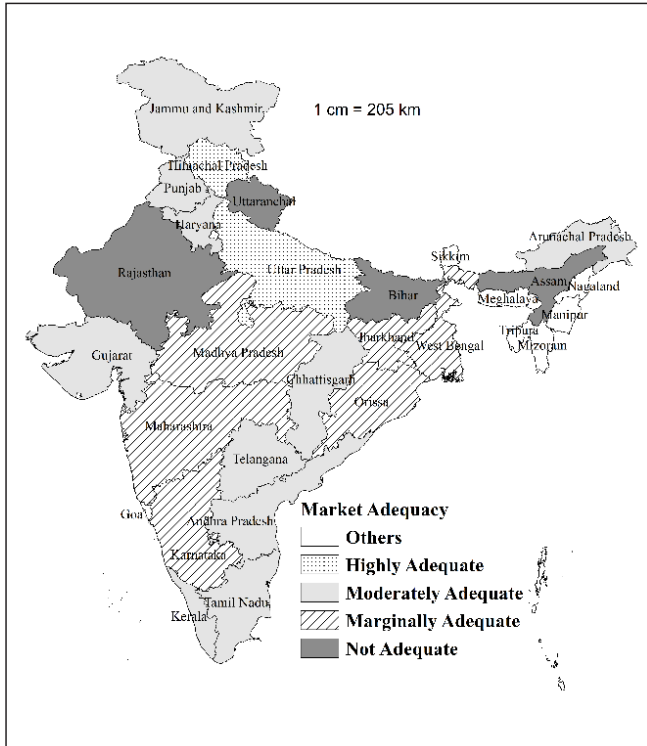 Jammu and Kashmir
1 cm = 205 km
Himachal Pradesh
Punjab
Uttaranchal
Haryana
Arunachal Pradesh
Sikkim
Rajasthan
Uttar Pradesh
Assam
Nagaland
Bihar
Meghalaya
Manipur
Tripura
Jharkhand
West Bengal
Mizoram
Gujarat
Madhya Pradesh
Chhattisgarh
Orissa
Maharashtra
Telangana
Goa
Andhra Pradesh
Karnataka
Kerala
Tamil Nadu
Market Adequacy
Others
Highly Adequate
Moderately Adequate
Marginally Adequate
Not Adequate